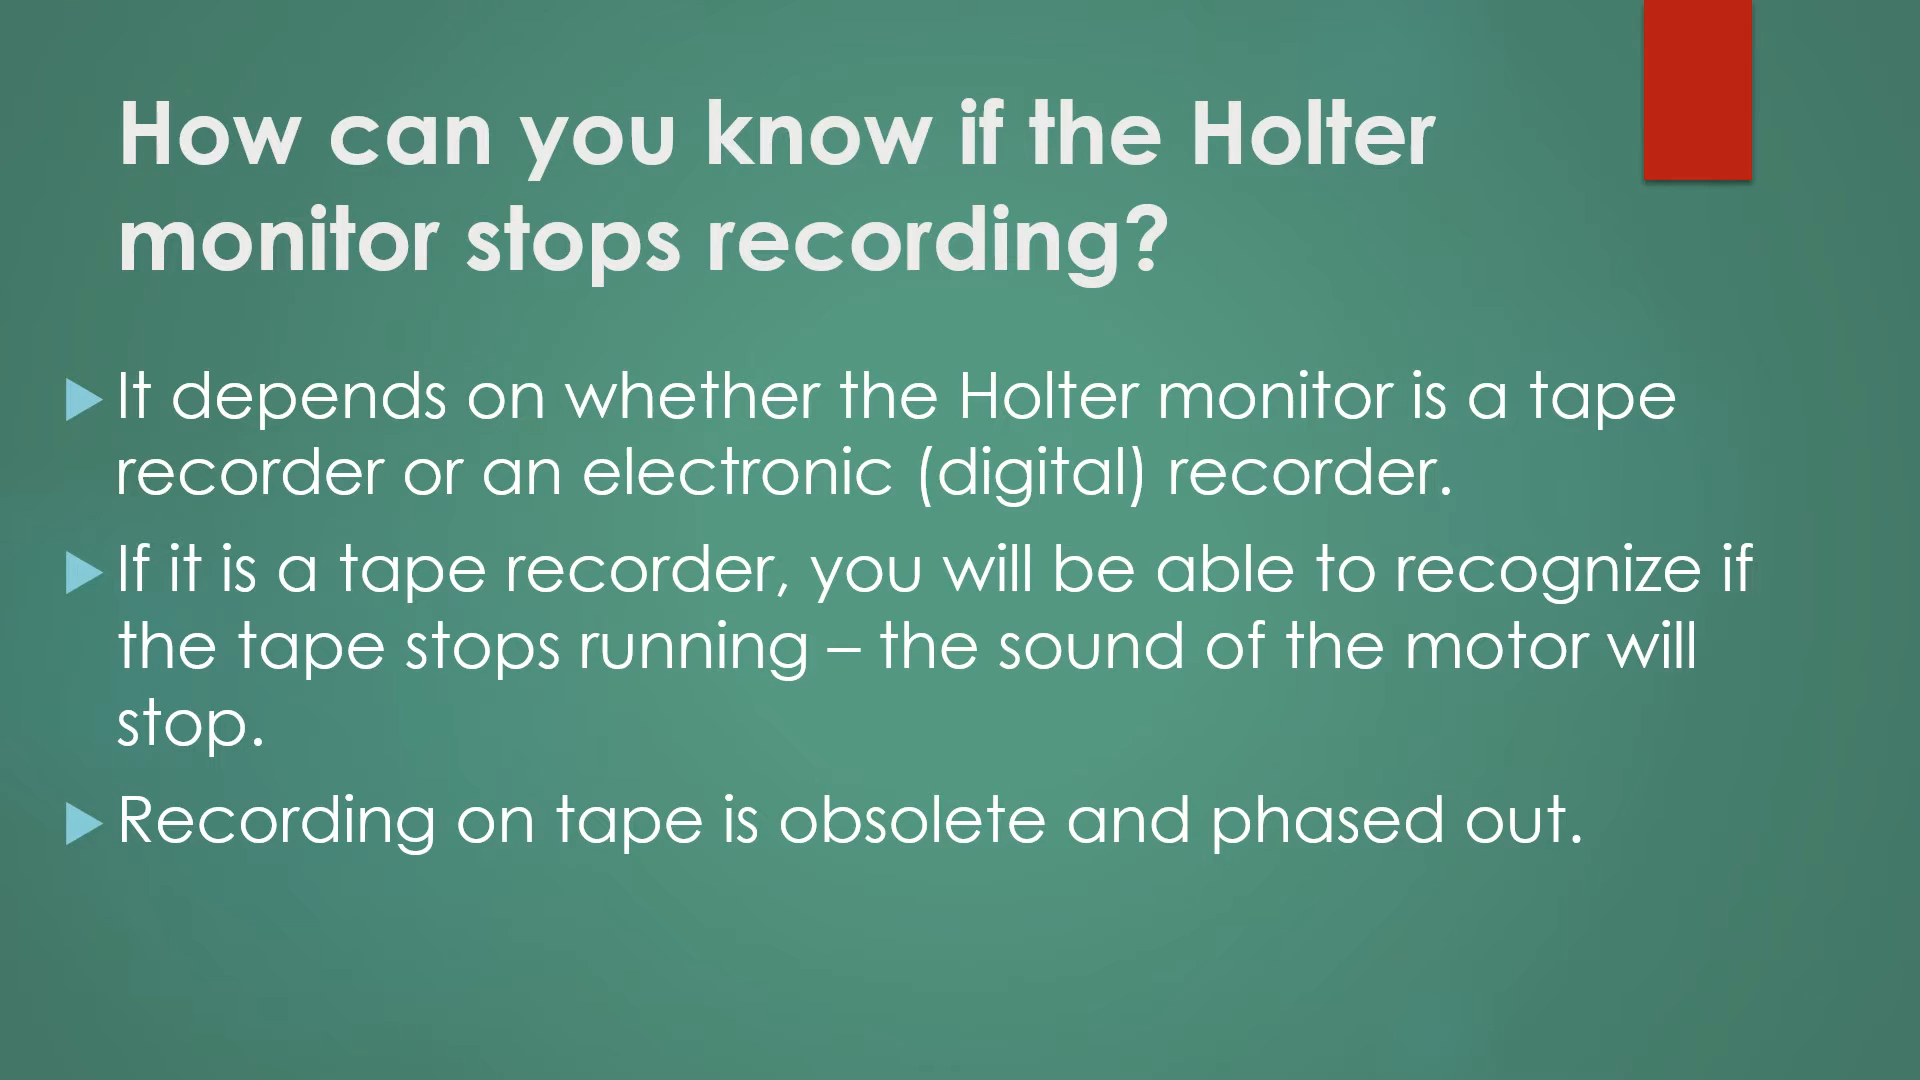 How can you know if the Holter
monitor stops recording?
It depends on whether the Holter monitor is a tape
recorder or an electronic (digital) recorder.
If it is a tape recorder, you will be able to recognize if
the tape stops running – the sound of the motor will
stop.
Recording on tape is obsolete and phased out.